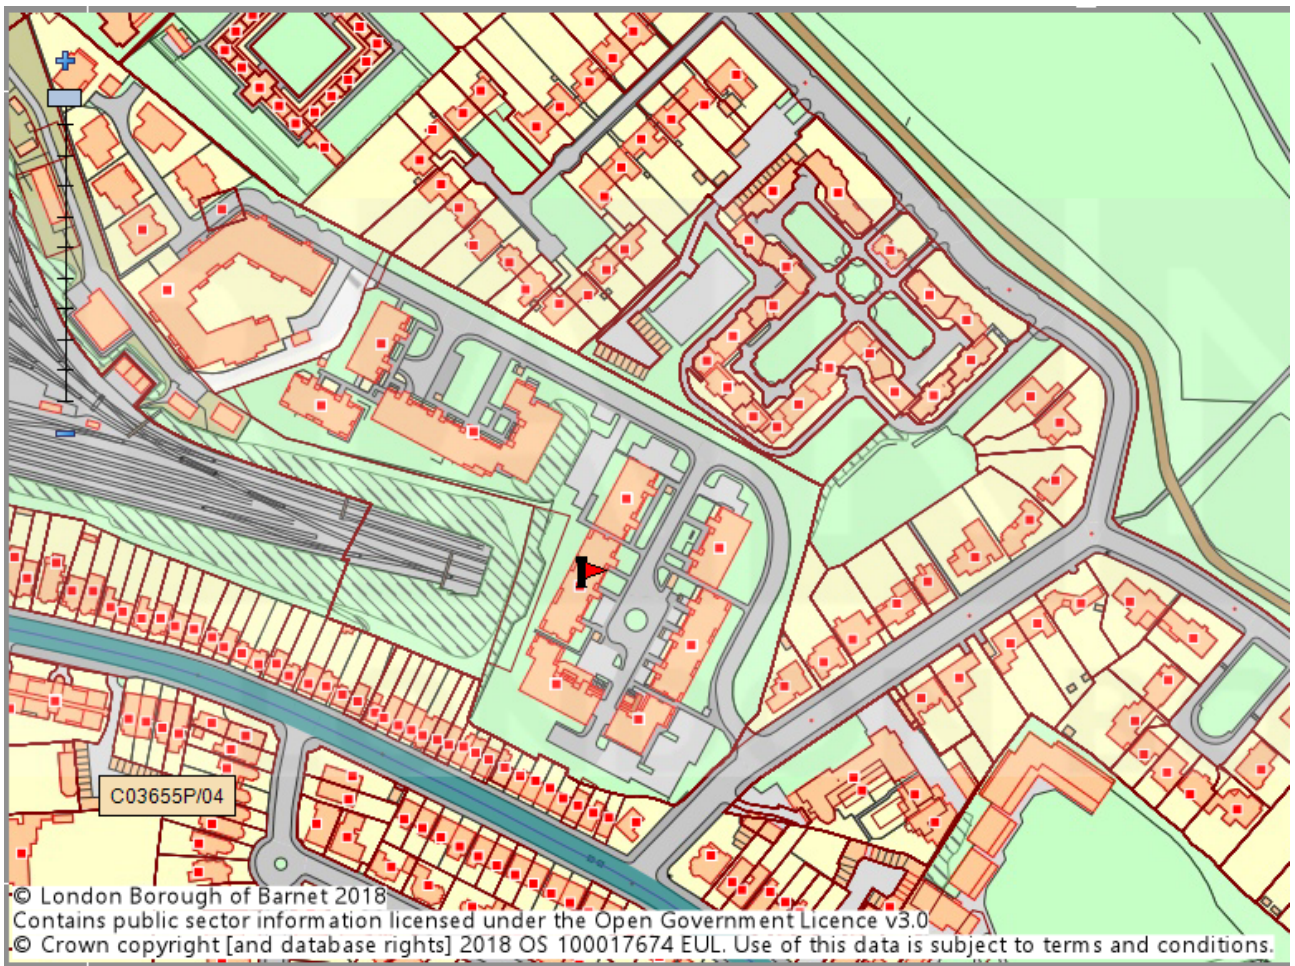 C03655P/04
© London Borough of Barnet 2018
Contains public sector information licensed under the Open Government Licence v3.0
© Crown copyright [and database rights] 2018 OS 100017674 EUL. Use of this data is subject to terms and conditions.